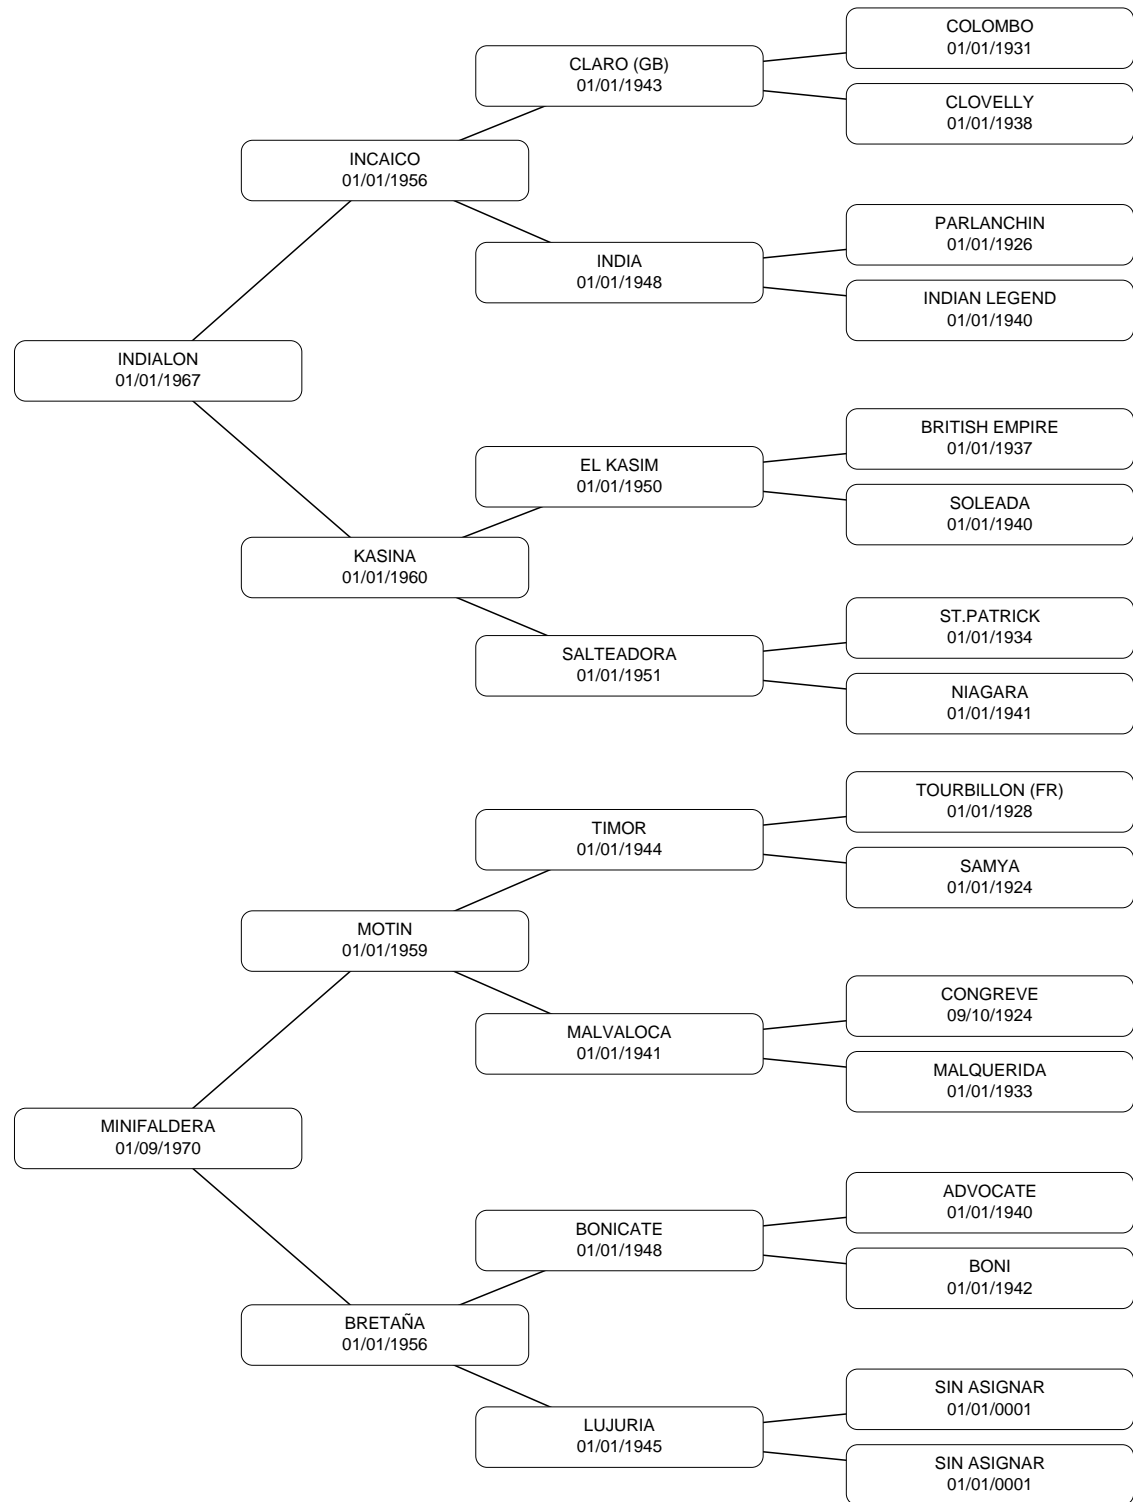 COLOMBO
01/01/1931
CLARO (GB)
01/01/1943
CLOVELLY
01/01/1938
INCAICO
01/01/1956
PARLANCHIN
01/01/1926
INDIA
01/01/1948
INDIAN LEGEND
01/01/1940
INDIALON
01/01/1967
BRITISH EMPIRE
01/01/1937
EL KASIM
01/01/1950
SOLEADA
01/01/1940
KASINA
01/01/1960
ST.PATRICK
01/01/1934
SALTEADORA
01/01/1951
NIAGARA
01/01/1941
TOURBILLON (FR)
01/01/1928
TIMOR
01/01/1944
SAMYA
01/01/1924
MOTIN
01/01/1959
CONGREVE
09/10/1924
MALVALOCA
01/01/1941
MALQUERIDA
01/01/1933
MINIFALDERA
01/09/1970
ADVOCATE
01/01/1940
BONICATE
01/01/1948
BONI
01/01/1942
BRETAÑA
01/01/1956
SIN ASIGNAR
01/01/0001
LUJURIA
01/01/1945
SIN ASIGNAR
01/01/0001